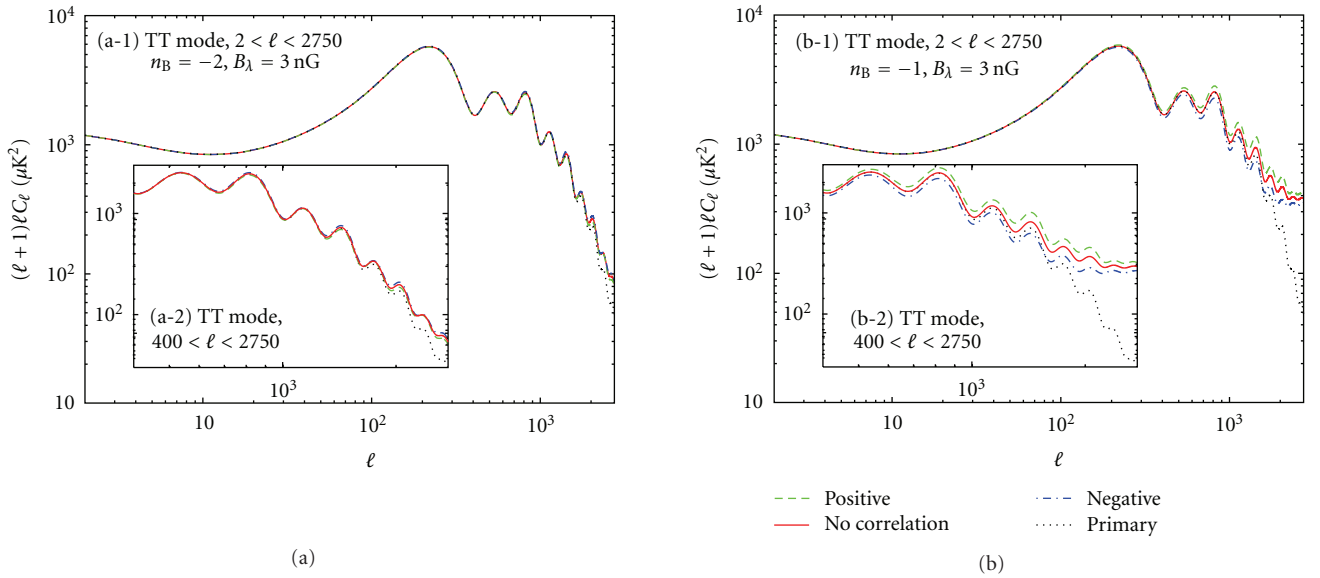 (a-1) TT mode, 2 < ℓ < 2750
n_B = −2, B_λ = 3 nG
10^4
10^3
10^2
10
(ℓ + 1)ℓC_ℓ (μK^2)
10^3
10^2
(a-2) TT mode,
400 < ℓ < 2750
10^3
10
10^2
10^3
ℓ
(a)
(b-1) TT mode, 2 < ℓ < 2750
n_B = −1, B_λ = 3 nG
10^4
10^3
10^2
10
(ℓ + 1)ℓC_ℓ (μK^2)
10^3
10^2
(b-2) TT mode,
400 < ℓ < 2750
10^3
10
10^2
10^3
ℓ
Positive
No correlation
Negative
Primary
(b)